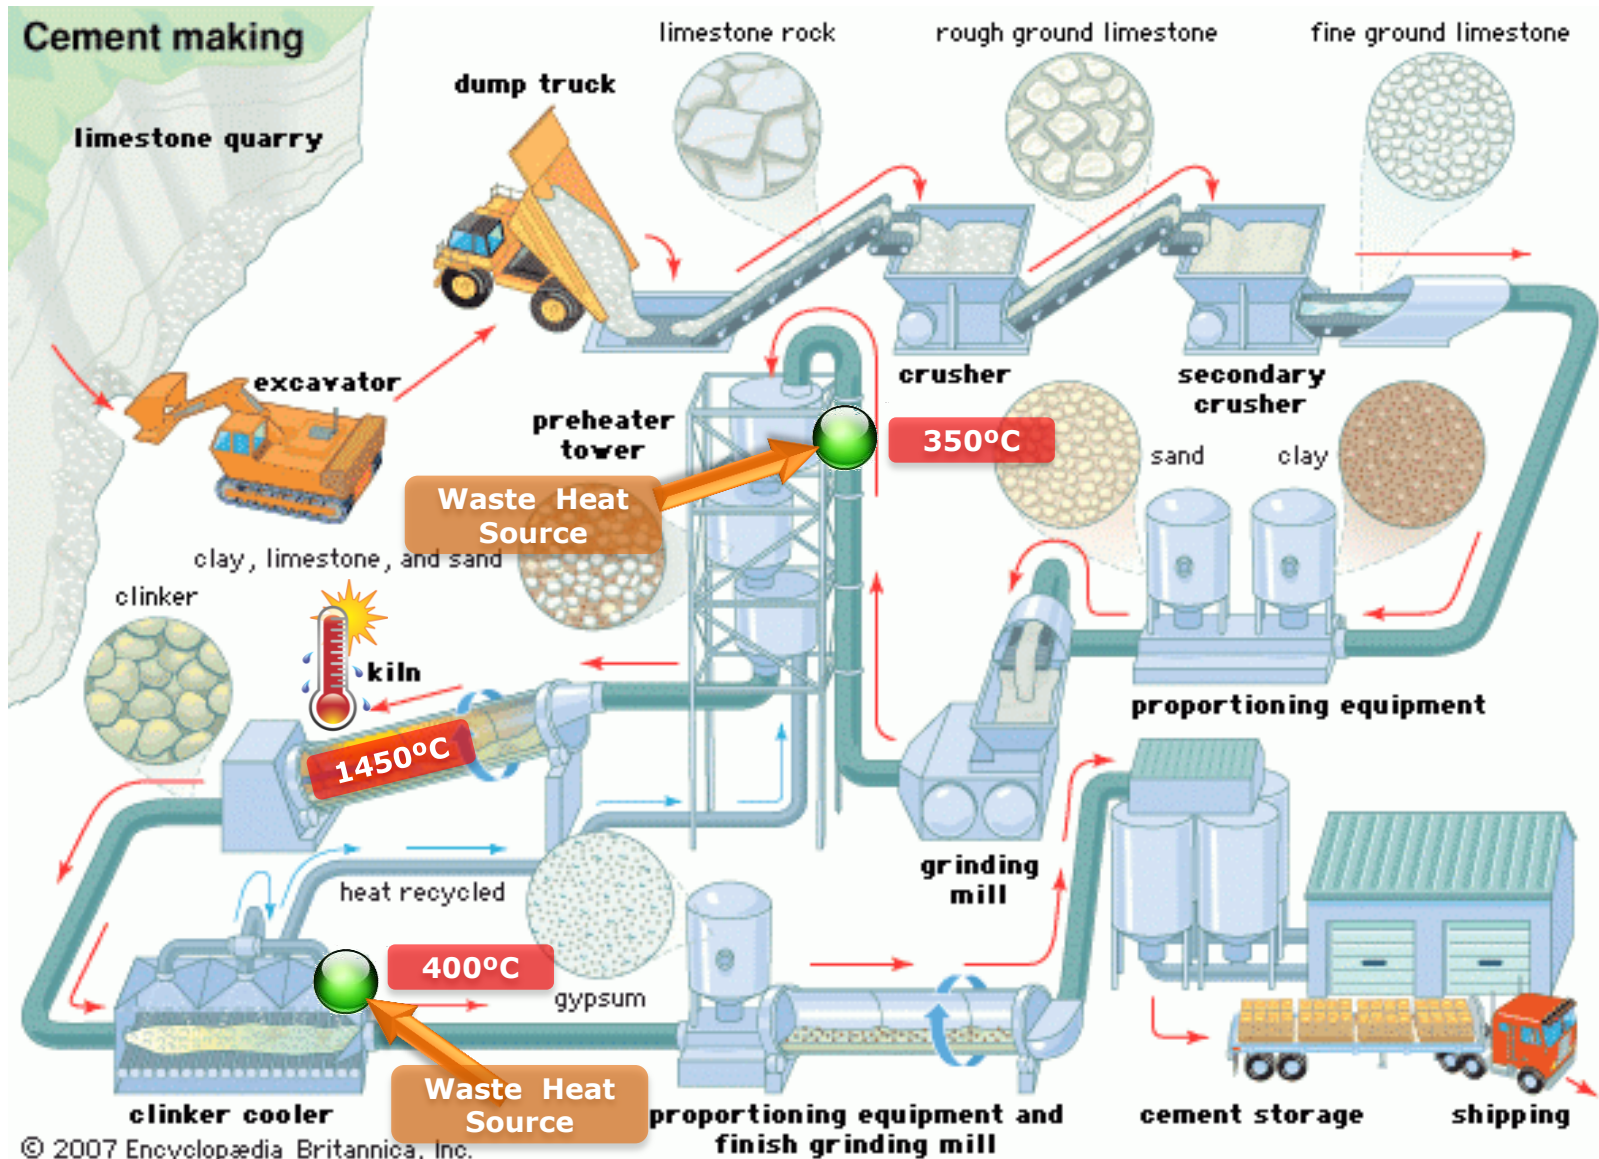 Cement making
limestone rock
rough ground limestone
fine ground limestone
dump truck
limestone quarry
excavator
crusher
secondary
crusher
preheater
tower
350ºC
sand
clay
Waste Heat
Source
clay, limestone, and sand
clinker
kiln
1450ºC
proportioning equipment
grinding
mill
heat recycled
400ºC
gypsum
Waste Heat
Source
clinker cooler
proportioning equipment and
finish grinding mill
cement storage
shipping
© 2007 Encyclopædia Britannica, Inc.